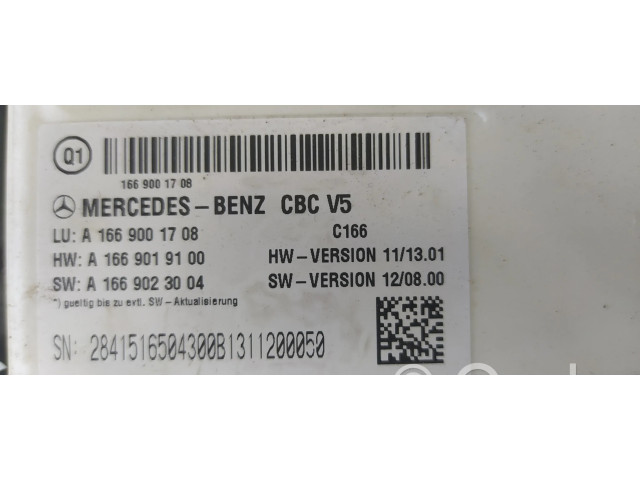 Q1
166 900 17 08
MERCEDES-BENZ CBC V5
LU: A 166 900 17 08 C166
HW: A 166 901 91 00 HW-VERSION 11/13.01
SW: A 166 902 30 04 SW-VERSION 12/08.00
*) gueltig bis zu evtl. SW-Aktualisierung
SN: 2841516504300B1311200050